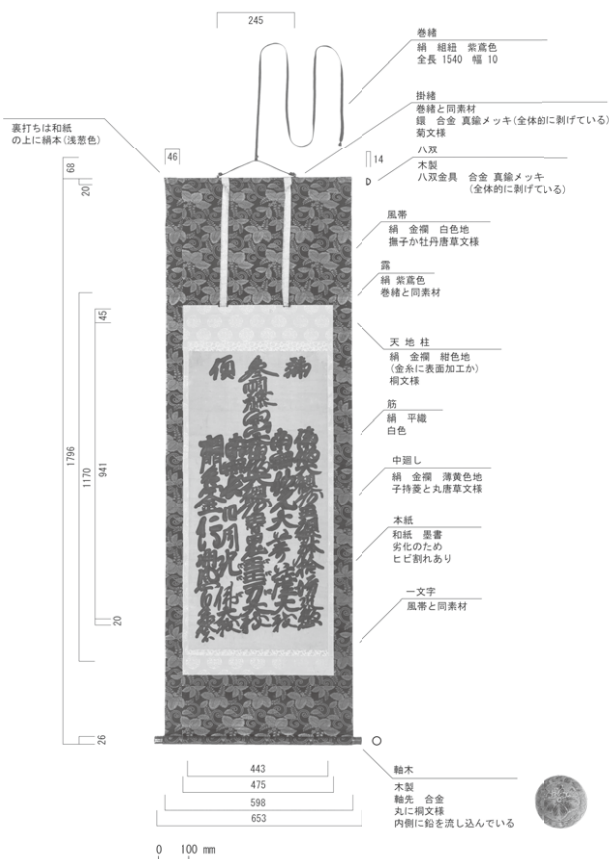 245
巻緒
絹 組紐 紫鳶色
全長 1540 幅 10
掛緒
巻緒と同素材
鐶 合金 真鍮メッキ(全体的に剥げている)
菊文様
裏打ちは和紙
の上に絹本(浅葱色)
46
14
68
20
D
八双
木製
八双金具 合金 真鍮メッキ
(全体的に剥げている)
風帯
絹 金襴 白色地
撫子か牡丹唐草文様
露
絹 紫鳶色
巻緒と同素材
45
天 地 柱
絹 金襴 紺色地
(金糸に表面加工か)
桐文様
筋
絹 平織
白色
1796
1170
941
中廻し
絹 金襴 薄黄色地
子持菱と丸唐草文様
本紙
和紙 墨書
劣化のため
ヒビ割れあり
一文字
風帯と同素材
20
26
443
475
598
653
軸木
木製
軸先 合金
丸に桐文様
内側に鉛を流し込んでいる
0 100 mm